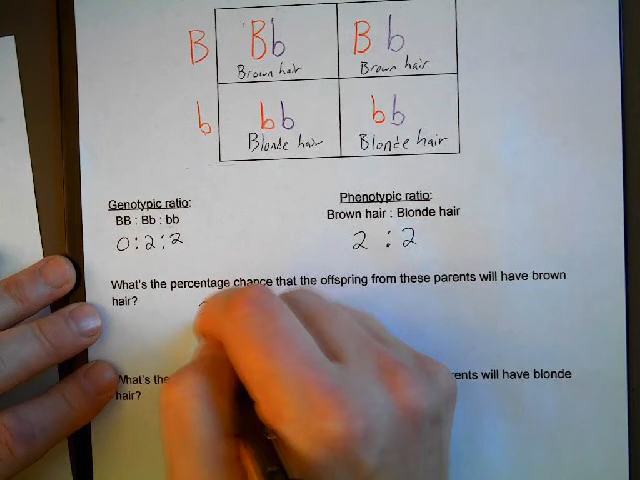 B Bb B b
Brown hair Brown hair
b bb bb
Blonde hair Blonde hair
Genotypic ratio: Phenotypic ratio:
BB : Bb : bb Brown hair : Blonde hair
0:2:2 2 : 2
What's the percentage chance that the offspring from these parents will have brown
hair?
What's the ents will have blonde
hair?